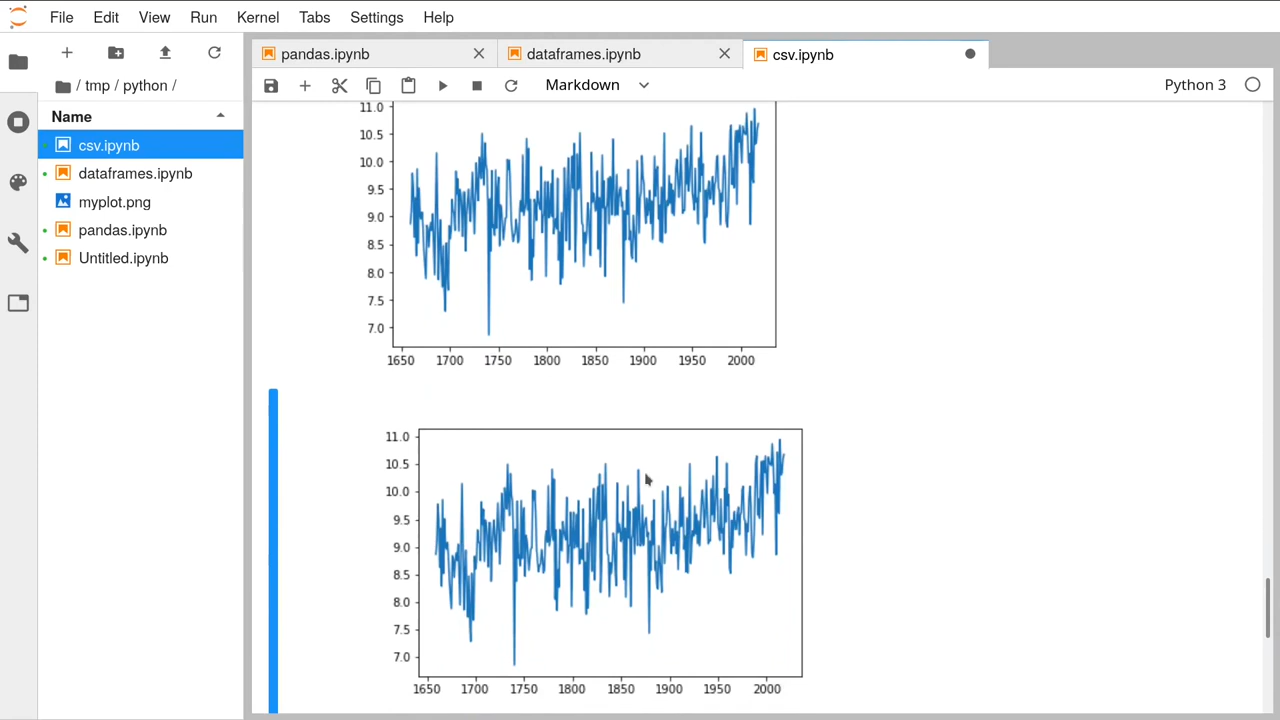 File Edit View Run Kernel Tabs Settings Help
pandas.ipynb
dataframes.ipynb
csv.ipynb
/ tmp / python /
Markdown
Python 3
Name
csv.ipynb
dataframes.ipynb
myplot.png
pandas.ipynb
Untitled.ipynb
11.0
10.5
10.0
9.5
9.0
8.5
8.0
7.5
7.0
1650 1700 1750 1800 1850 1900 1950 2000
11.0
10.5
10.0
9.5
9.0
8.5
8.0
7.5
7.0
1650 1700 1750 1800 1850 1900 1950 2000